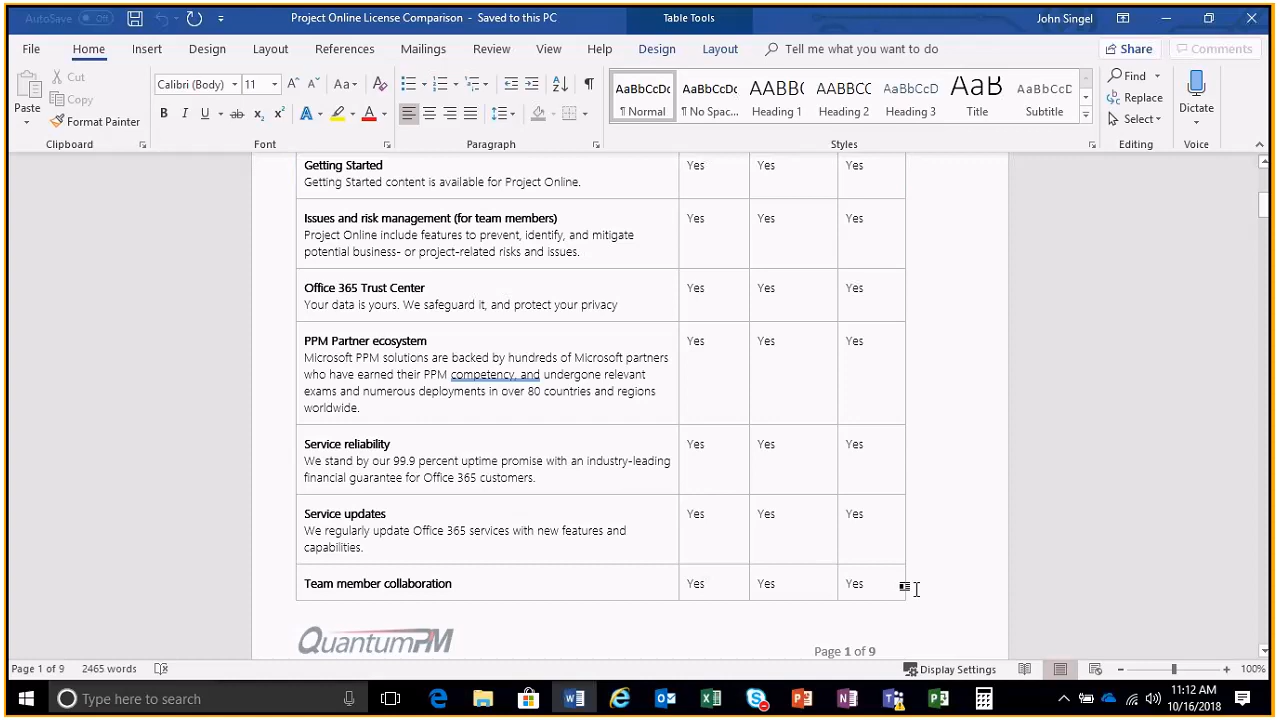 AutoSave Off Project Online License Comparison - Saved to this PC Table Tools John Singel
File Home Insert Design Layout References Mailings Review View Help Design Layout Tell me what you want to do Share Comments
Paste Cut Copy Format Painter
Clipboard
Calibri (Body) 11 Aa
B I U ab x₂ x² A A
Font
Paragraph
AaBbCcDc AaBbCcDc AABBC AABBCC AaBbCcD AaB AaBbCcD
¶ Normal ¶ No Spac... Heading 1 Heading 2 Heading 3 Title Subtitle
Styles
Find
Replace
Select
Editing
Dictate
Voice
Getting Started Yes Yes Yes
Getting Started content is available for Project Online.
Issues and risk management (for team members) Yes Yes Yes
Project Online include features to prevent, identify, and mitigate
potential business- or project-related risks and issues.
Office 365 Trust Center Yes Yes Yes
Your data is yours. We safeguard it, and protect your privacy
PPM Partner ecosystem Yes Yes Yes
Microsoft PPM solutions are backed by hundreds of Microsoft partners
who have earned their PPM competency, and undergone relevant
exams and numerous deployments in over 80 countries and regions
worldwide.
Service reliability Yes Yes Yes
We stand by our 99.9 percent uptime promise with an industry-leading
financial guarantee for Office 365 customers.
Service updates Yes Yes Yes
We regularly update Office 365 services with new features and
capabilities.
Team member collaboration Yes Yes Yes
QuantumPM
Page 1 of 9
Page 1 of 9 2465 words Display Settings 100%
Type here to search
11:12 AM
10/16/2018